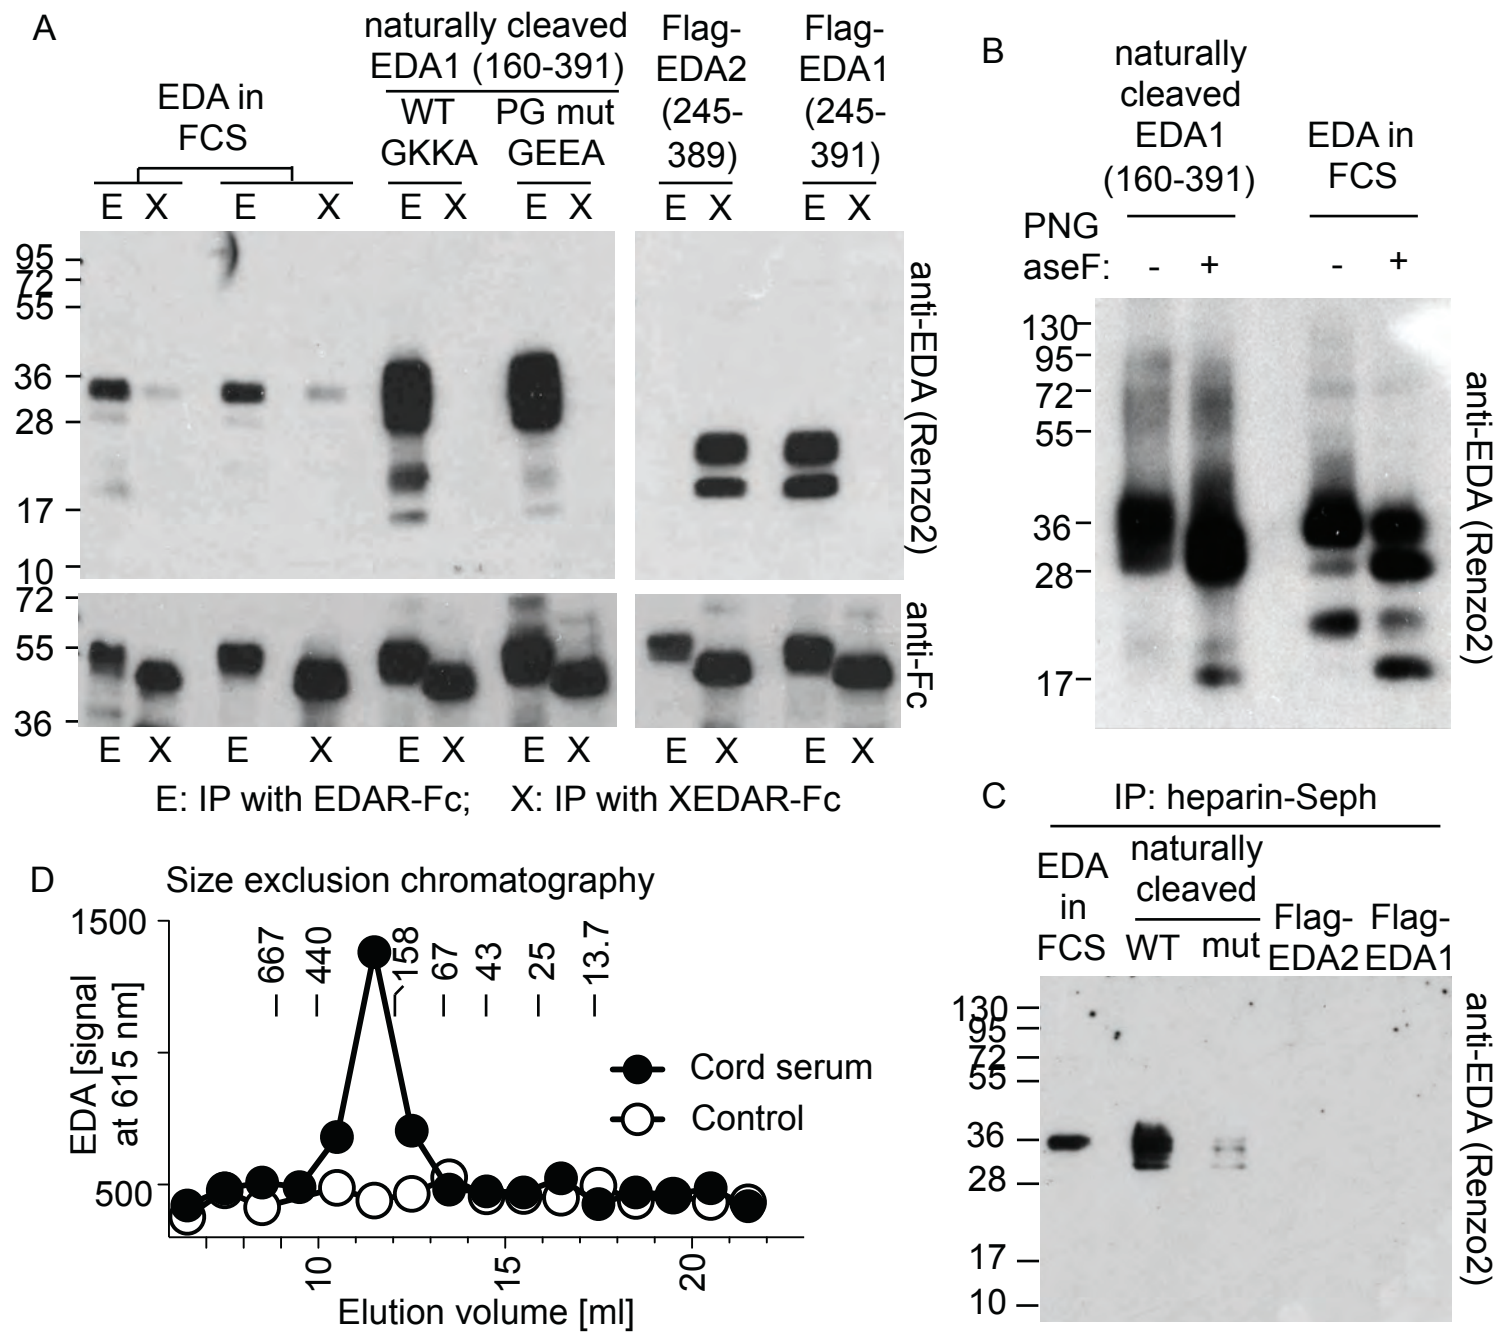 A
naturally cleaved
EDA1 (160-391)
EDA in
FCS
WT
GKKA
PG mut
GEEA
Flag-
EDA2
(245-
389)
Flag-
EDA1
(245-
391)
E X E X E X E X E X E X
95
72
55
36
28
17
10
anti-EDA (Renzo2)
72
55
36
anti-Fc
E X E X E X E X E X E X
E: IP with EDAR-Fc; X: IP with XEDAR-Fc
B
naturally
cleaved
EDA1
(160-391)
EDA in
FCS
PNG
aseF: - + - +
130
95
72
55
36
28
17
anti-EDA (Renzo2)
C
IP: heparin-Seph
EDA
in
FCS
naturally
cleaved
WT mut
Flag-
EDA2
Flag-
EDA1
130
95
72
55
36
28
17
10
anti-EDA (Renzo2)
D
Size exclusion chromatography
EDA [signal
at 615 nm]
1500
500
667
440
158
67
43
25
13.7
Cord serum
Control
10 15 20
Elution volume [ml]